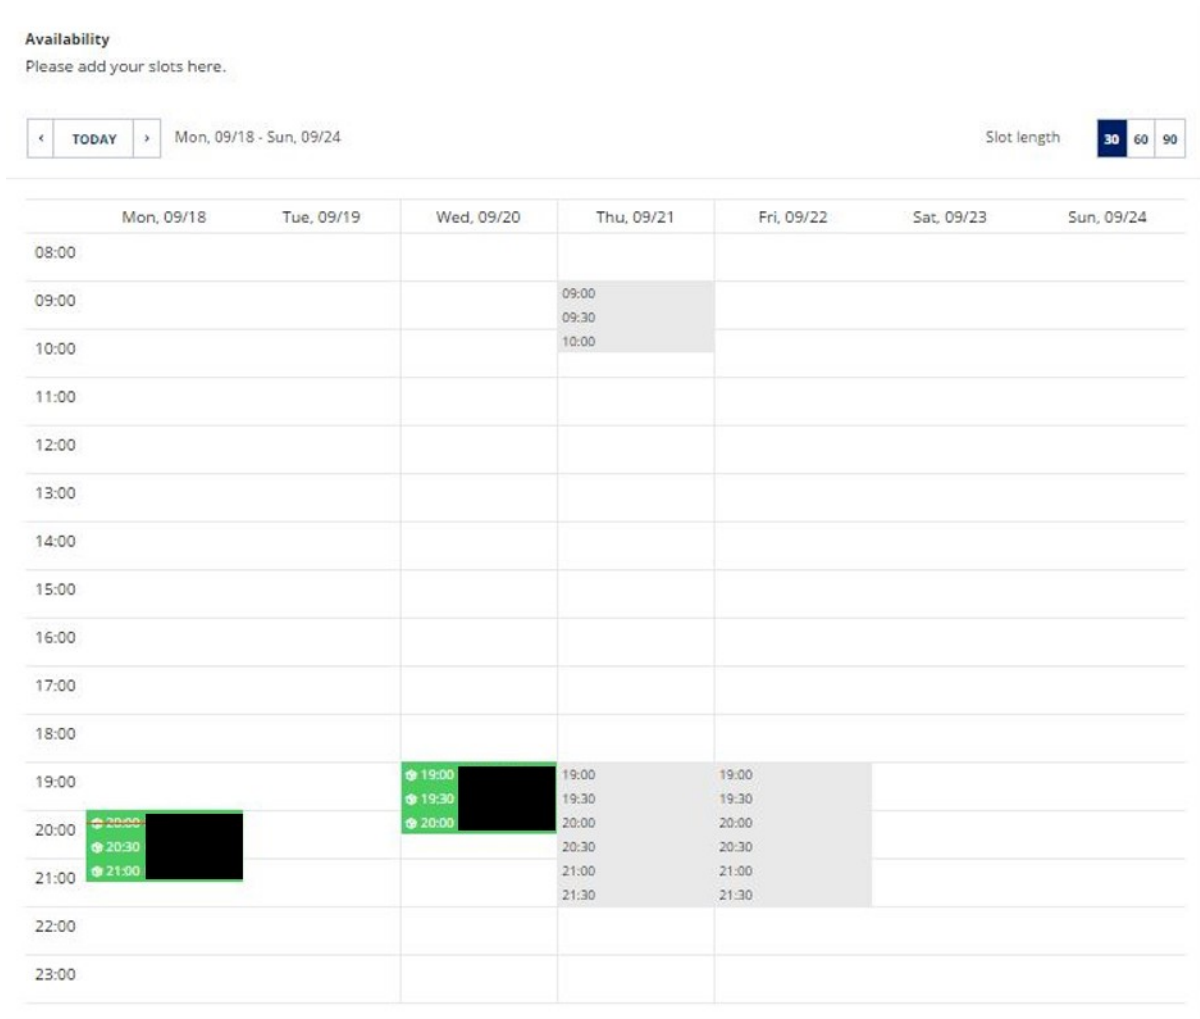 Availability
Please add your slots here.
‹ TODAY › Mon, 09/18 - Sun, 09/24 Slot length 30 60 90
Mon, 09/18 Tue, 09/19 Wed, 09/20 Thu, 09/21 Fri, 09/22 Sat, 09/23 Sun, 09/24
08:00
09:00 09:00
09:30
10:00 10:00
11:00
12:00
13:00
14:00
15:00
16:00
17:00
18:00
19:00 19:00 19:00 19:00
19:30 19:30 19:30
20:00 20:00 20:00 20:00 20:00
20:30 20:30 20:30
21:00 21:00 21:00 21:00
21:30 21:30
22:00
23:00